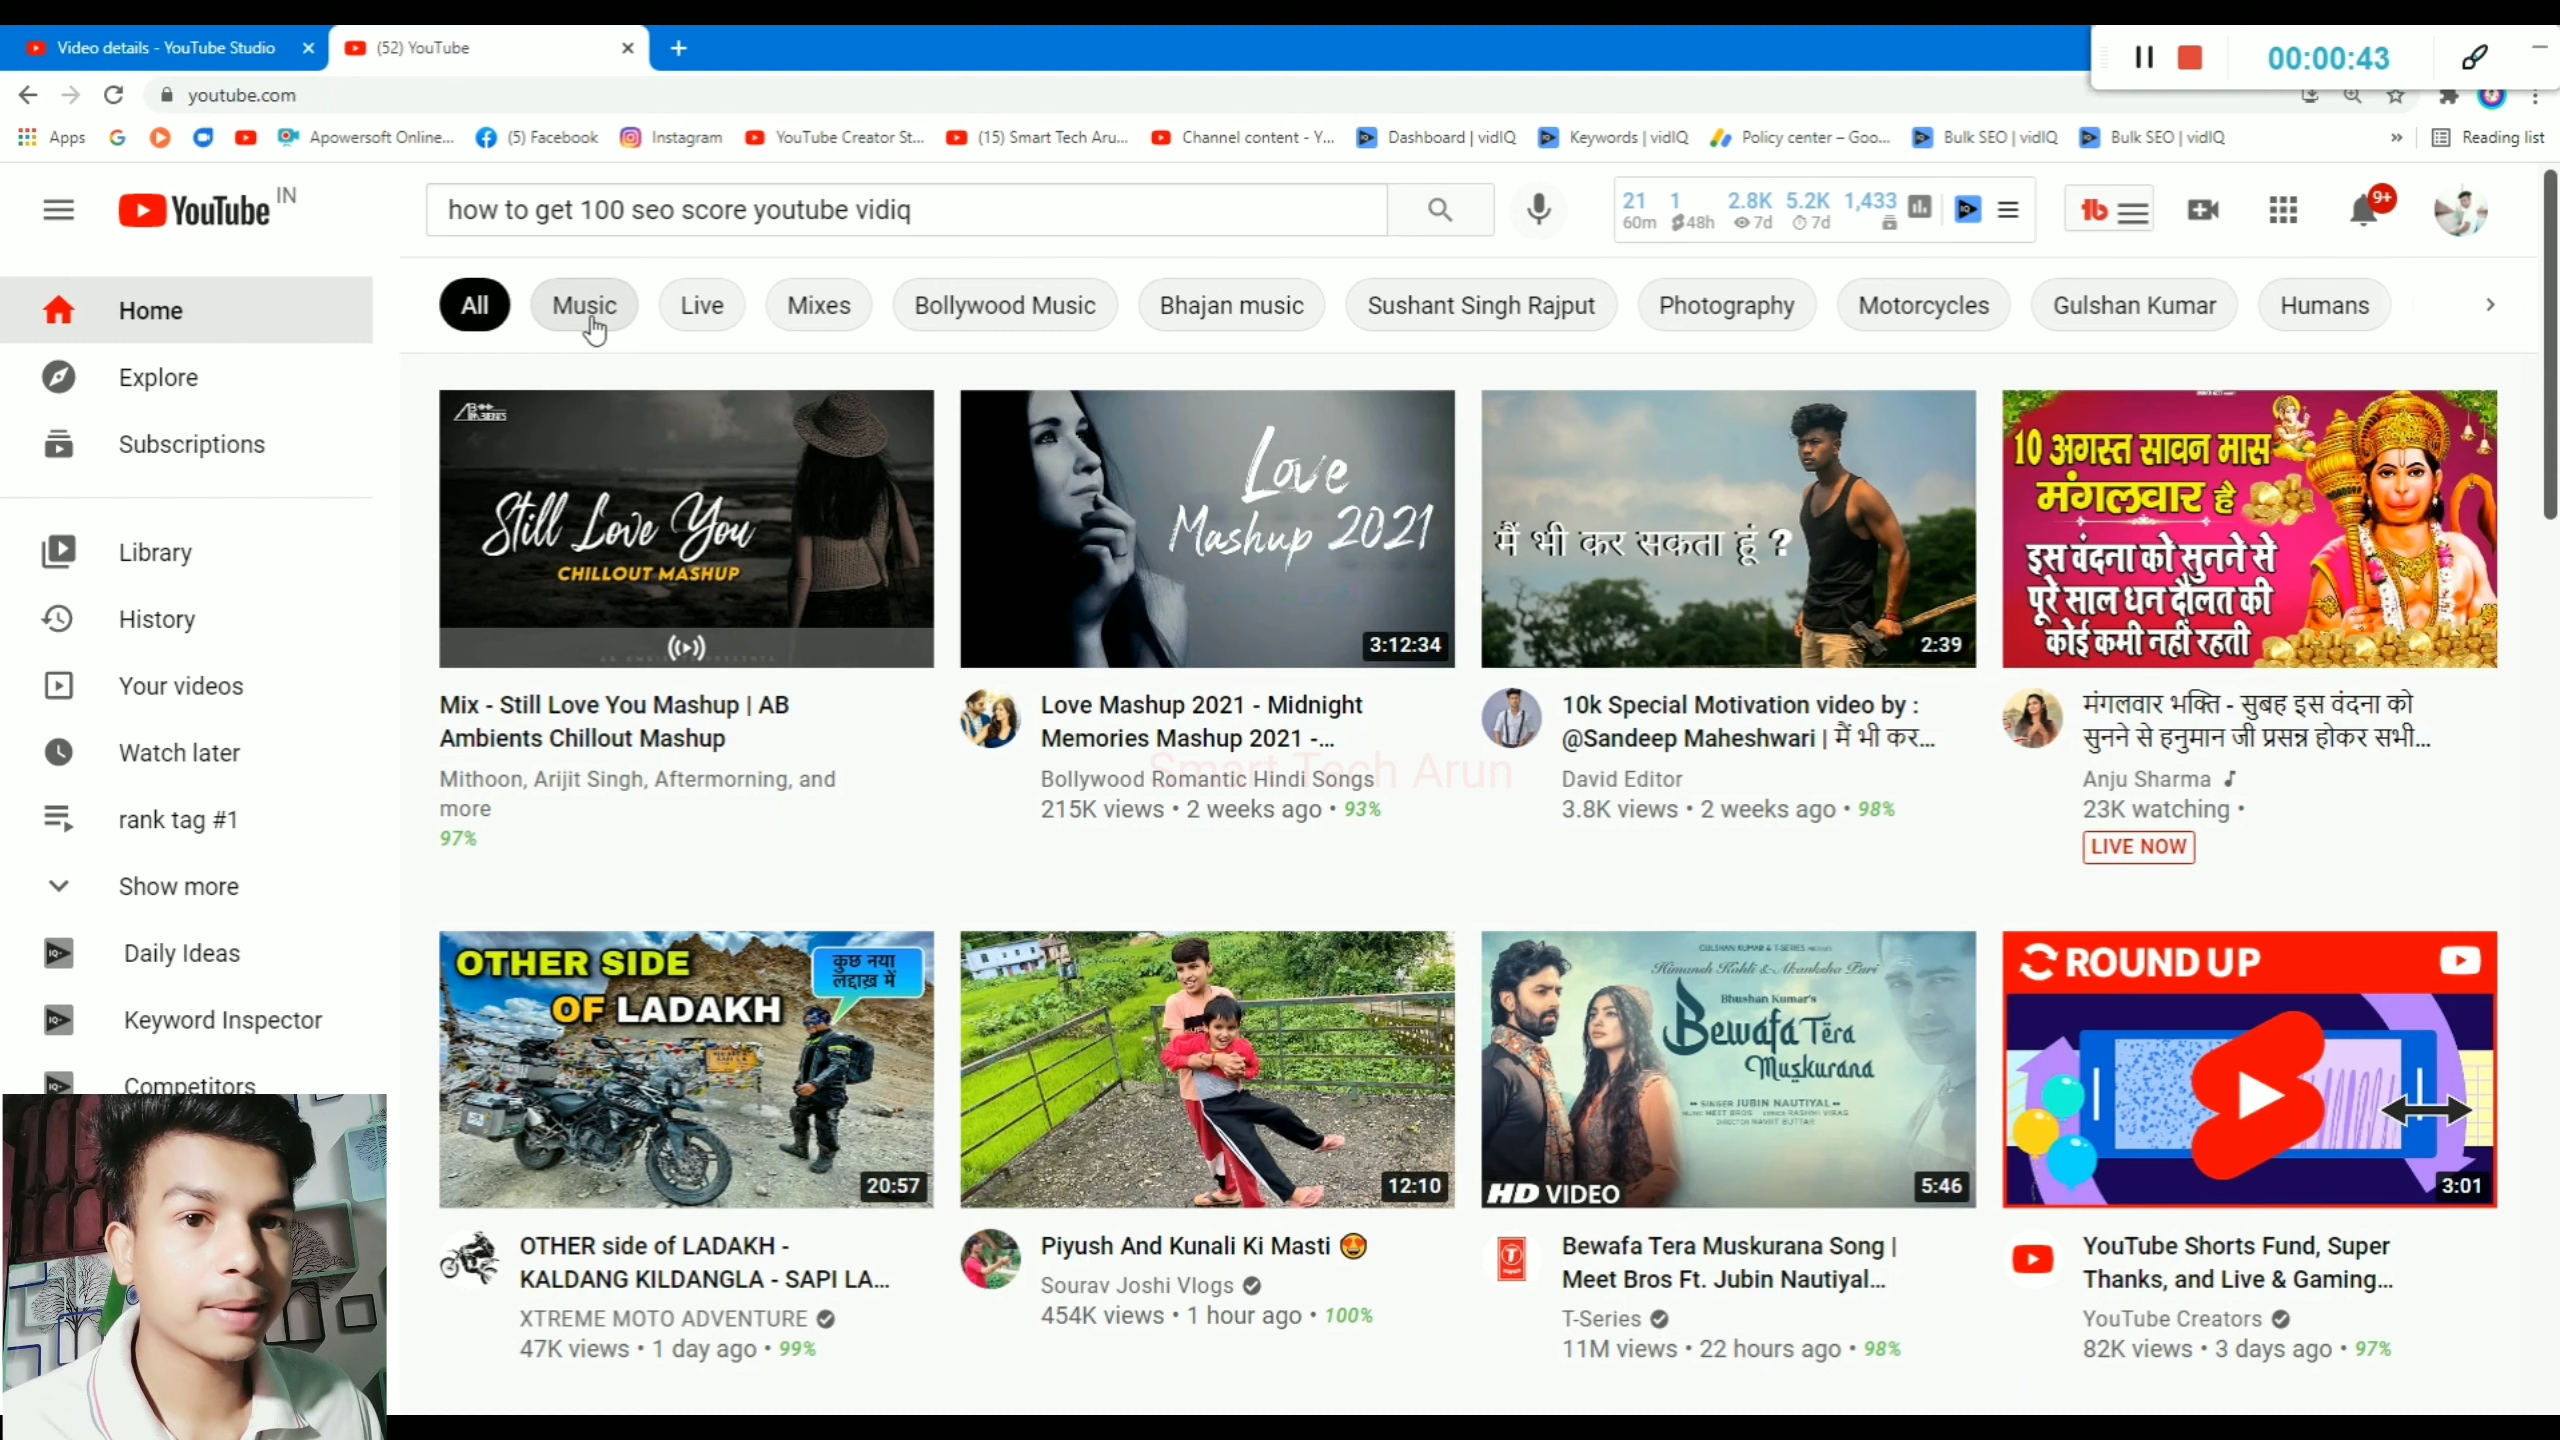 Video details - YouTube Studio
(52) YouTube
00:00:43
youtube.com
Apps
Apowersoft Online...
(5) Facebook
Instagram
YouTube Creator St...
(15) Smart Tech Aru...
Channel content - Y...
Dashboard | vidIQ
Keywords | vidIQ
Policy center – Goo...
Bulk SEO | vidIQ
Bulk SEO | vidIQ
»
Reading list
YouTube IN
how to get 100 seo score youtube vidiq
21 1 2.8K 5.2K 1,433
60m 48h 7d 7d
9+
Home
Explore
Subscriptions
Library
History
Your videos
Watch later
rank tag #1
Show more
Daily Ideas
Keyword Inspector
Competitors
All
Music
Live
Mixes
Bollywood Music
Bhajan music
Sushant Singh Rajput
Photography
Motorcycles
Gulshan Kumar
Humans
Still Love You
CHILLOUT MASHUP
Mix - Still Love You Mashup | AB
Ambients Chillout Mashup
Mithoon, Arijit Singh, Aftermorning, and
more
97%
Love
Mashup 2021
3:12:34
Love Mashup 2021 - Midnight
Memories Mashup 2021 -...
Bollywood Romantic Hindi Songs
215K views • 2 weeks ago • 93%
Smart Tech Arun
मैं भी कर सकता हूं ?
2:39
10k Special Motivation video by :
@Sandeep Maheshwari | मैं भी कर...
David Editor
3.8K views • 2 weeks ago • 98%
10 अगस्त सावन मास
मंगलवार है
इस वंदना को सुनने से
पूरे साल धन दौलत की
कोई कमी नहीं रहती
मंगलवार भक्ति - सुबह इस वंदना को
सुनने से हनुमान जी प्रसन्न होकर सभी...
Anju Sharma
23K watching •
LIVE NOW
OTHER SIDE
OF LADAKH
कुछ नया
लद्दाख़ में
20:57
OTHER side of LADAKH -
KALDANG KILDANGLA - SAPI LA...
XTREME MOTO ADVENTURE
47K views • 1 day ago • 99%
12:10
Piyush And Kunali Ki Masti
Sourav Joshi Vlogs
454K views • 1 hour ago • 100%
Himansh Kohli & Akanksha Puri
Bhushan Kumar's
Bewafa Tera
Muskurana
SINGER JUBIN NAUTIYAL
HD VIDEO
5:46
Bewafa Tera Muskurana Song |
Meet Bros Ft. Jubin Nautiyal...
T-Series
11M views • 22 hours ago • 98%
ROUND UP
3:01
YouTube Shorts Fund, Super
Thanks, and Live & Gaming...
YouTube Creators
82K views • 3 days ago • 97%